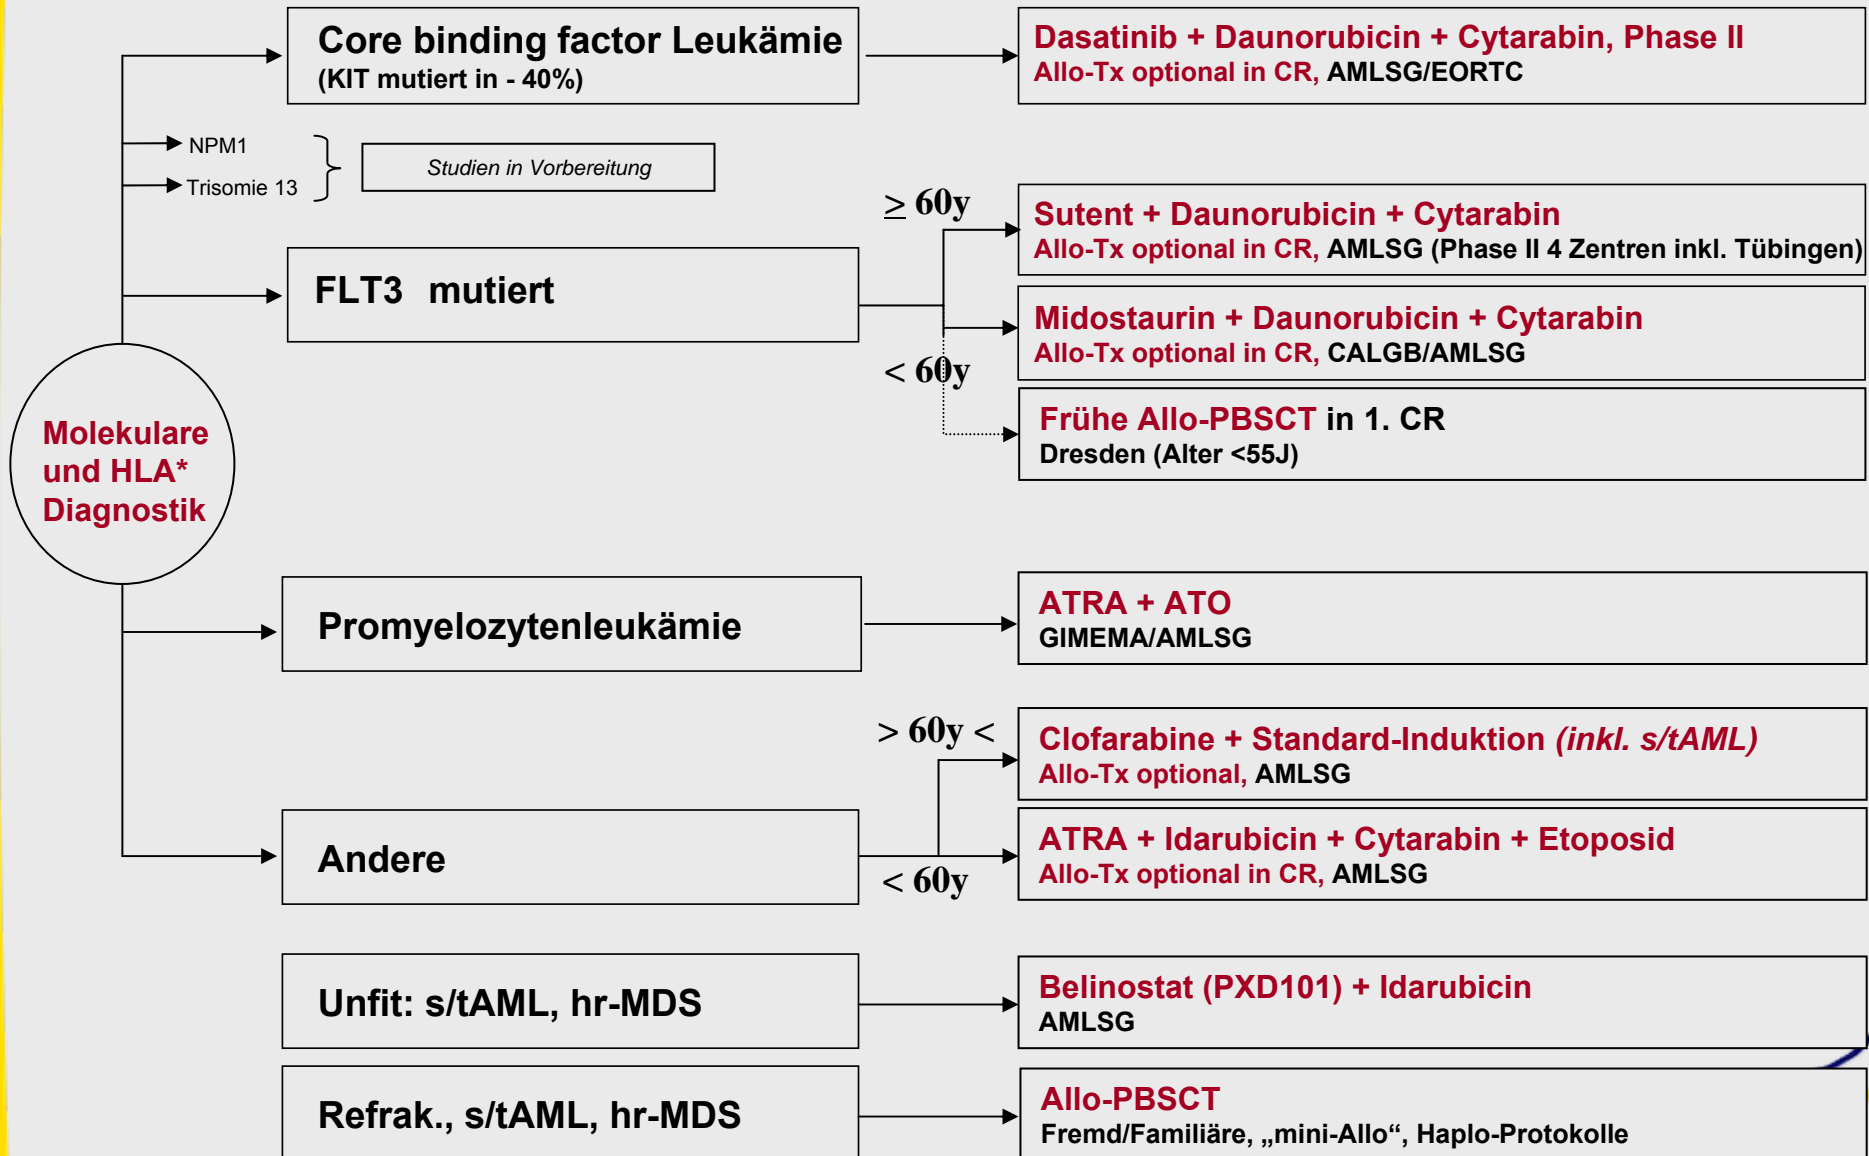 Core binding factor Leukämie
(KIT mutiert in - 40%)
Dasatinib + Daunorubicin + Cytarabin, Phase II
Allo-Tx optional in CR, AMLSG/EORTC
NPM1
Trisomie 13
Studien in Vorbereitung
≥ 60y
Sutent + Daunorubicin + Cytarabin
Allo-Tx optional in CR, AMLSG (Phase II 4 Zentren inkl. Tübingen)
FLT3 mutiert
Midostaurin + Daunorubicin + Cytarabin
Allo-Tx optional in CR, CALGB/AMLSG
< 60y
Frühe Allo-PBSCT in 1. CR
Dresden (Alter <55J)
Molekulare
und HLA*
Diagnostik
Promyelozytenleukämie
ATRA + ATO
GIMEMA/AMLSG
> 60y <
Clofarabine + Standard-Induktion (inkl. s/tAML)
Allo-Tx optional, AMLSG
Andere
< 60y
ATRA + Idarubicin + Cytarabin + Etoposid
Allo-Tx optional in CR, AMLSG
Unfit: s/tAML, hr-MDS
Belinostat (PXD101) + Idarubicin
AMLSG
Refrak., s/tAML, hr-MDS
Allo-PBSCT
Fremd/Familiäre, „mini-Allo“, Haplo-Protokolle